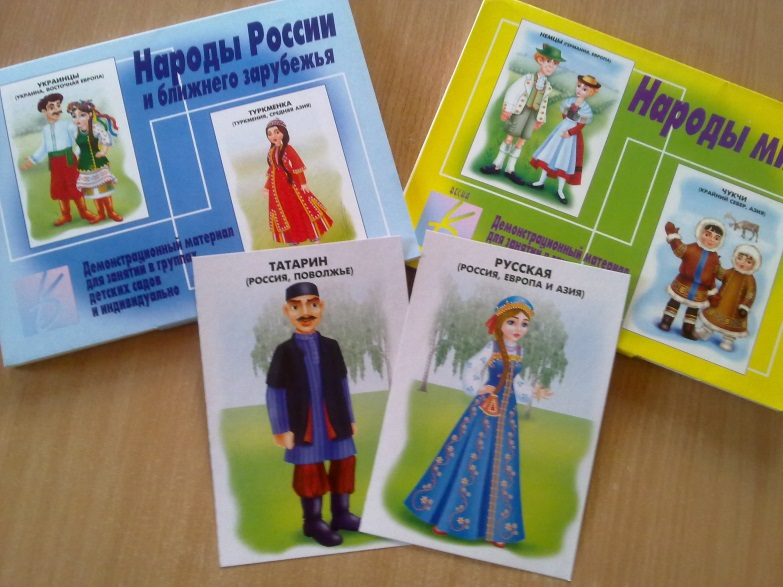 Народы России
и ближнего зарубежья
УКРАИНЦЫ
(УКРАИНА, ВОСТОЧНАЯ ЕВРОПА)
ТУРКМЕНКА
(ТУРКМЕНИЯ, СРЕДНЯЯ АЗИЯ)
Демонстрационный материал
для занятий в группах
детских садов
и индивидуально
НЕМЦЫ (ГЕРМАНИЯ, ЕВРОПА)
Народы ми
ЧУКЧИ
(КРАЙНИЙ СЕВЕР, АЗИЯ)
ВЕСНА
Демонстрационный материал
для занятий в
ТАТАРИН
(РОССИЯ, ПОВОЛЖЬЕ)
РУССКАЯ
(РОССИЯ, ЕВРОПА И АЗИЯ)